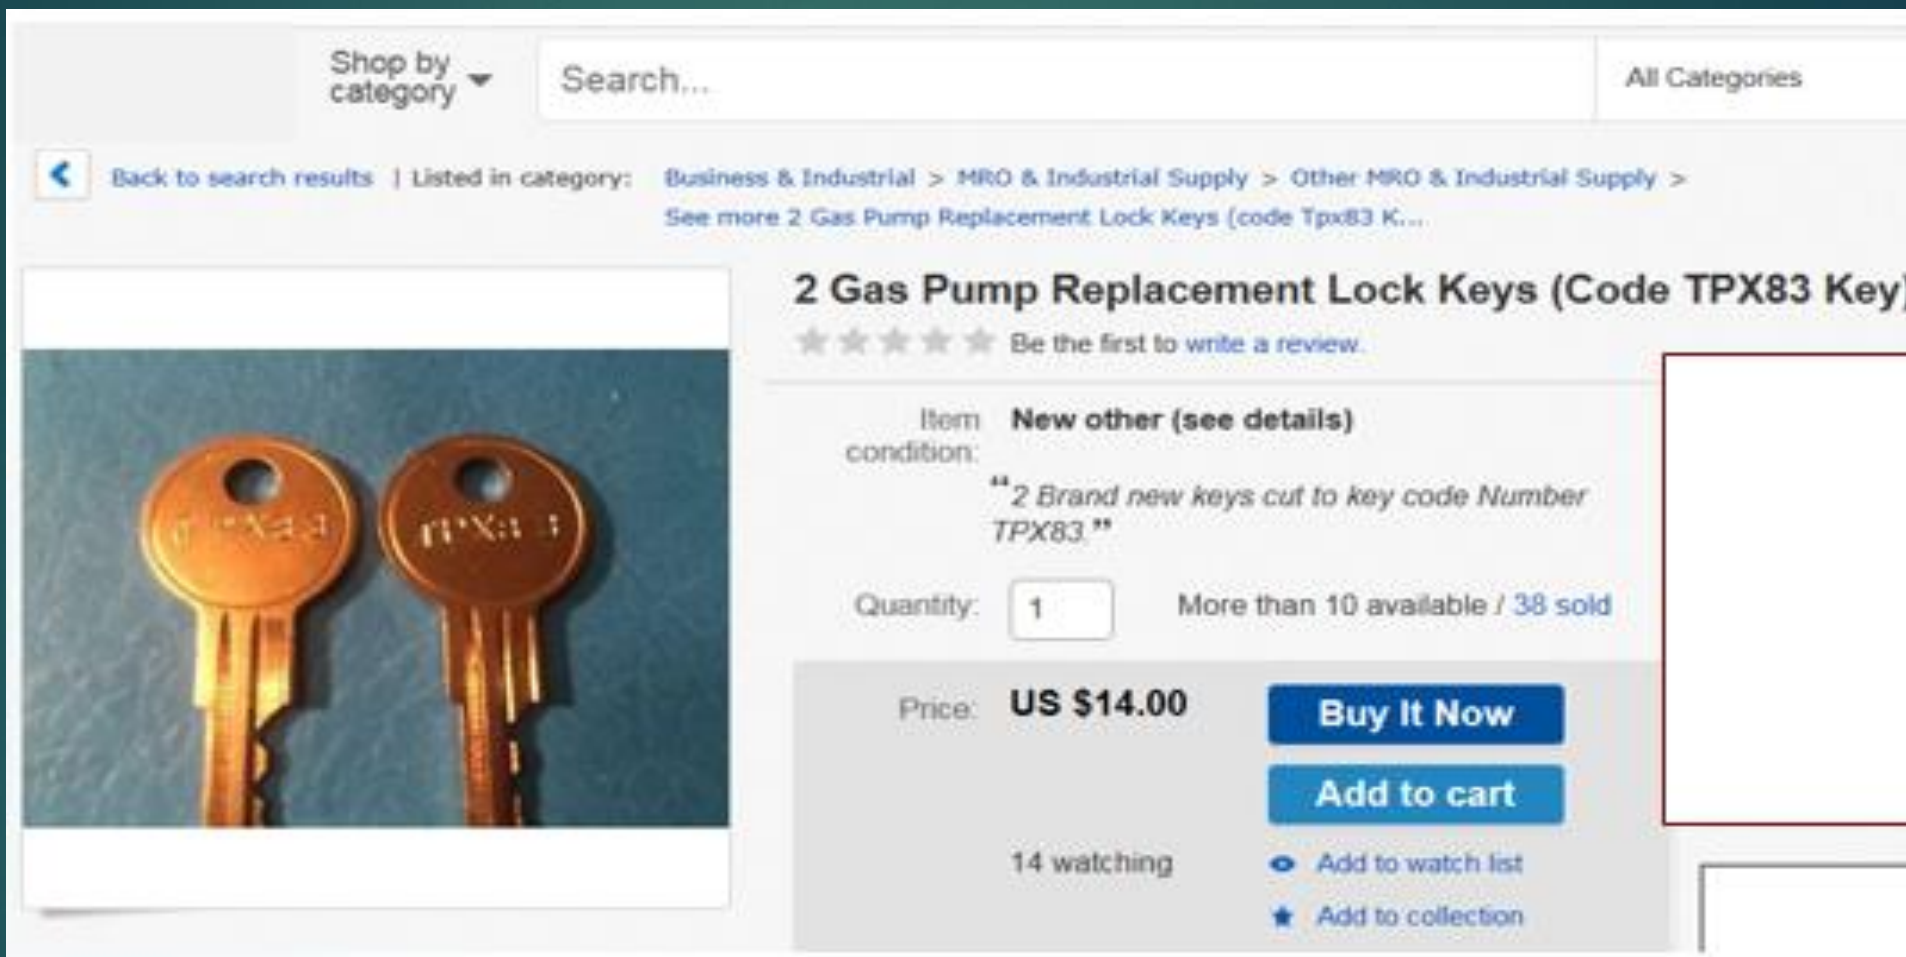 Shop by
category
Search...
All Categories
Back to search results | Listed in category:
Business & Industrial > MRO & Industrial Supply > Other MRO & Industrial Supply >
See more 2 Gas Pump Replacement Lock Keys (code Tpx83 K...
2 Gas Pump Replacement Lock Keys (Code TPX83 Key)
Be the first to write a review.
Item
condition:
New other (see details)
“2 Brand new keys cut to key code Number
TPX83.”
Quantity:
1
More than 10 available / 38 sold
Price:
US $14.00
Buy It Now
Add to cart
14 watching
Add to watch list
Add to collection
TPX83
TPX83